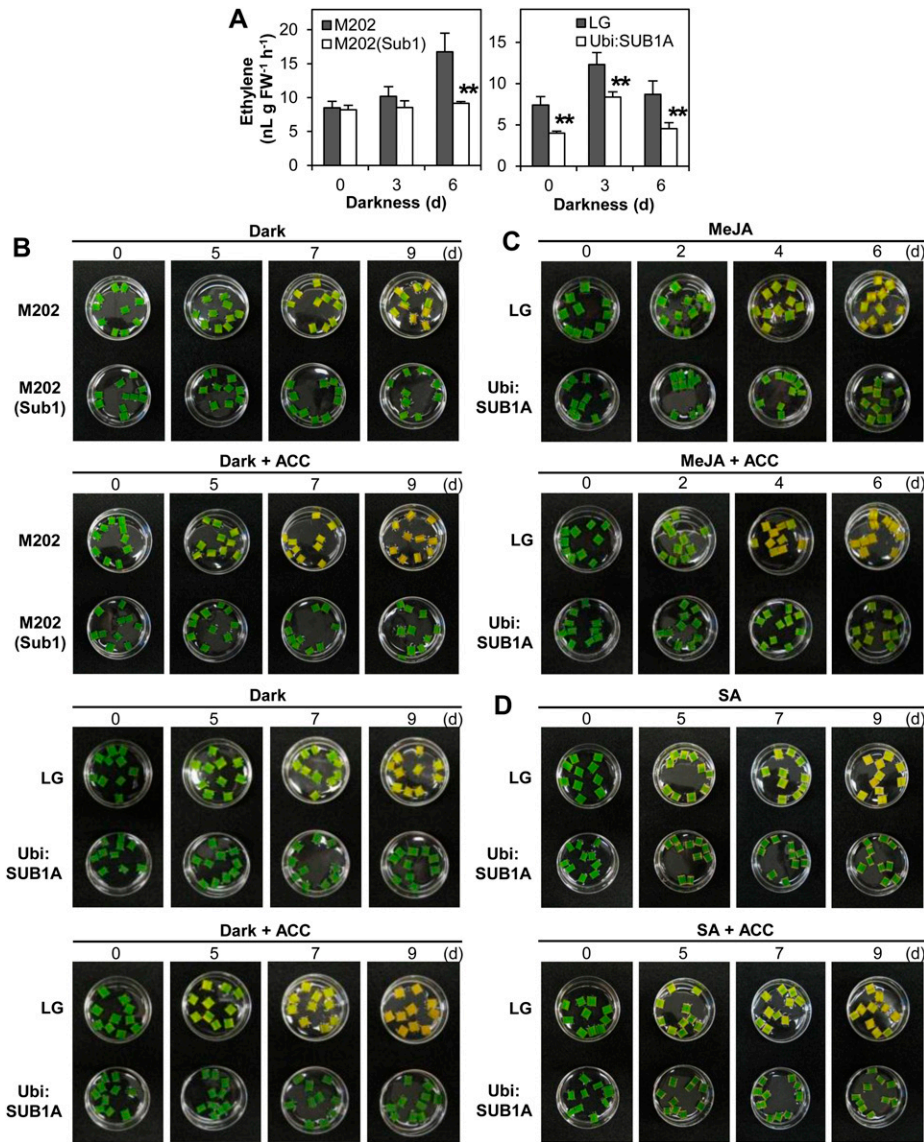 A
M202
M202(Sub1)
LG
Ubi:SUB1A
Ethylene
(nL g FW⁻¹ h⁻¹)
20
15
10
5
0
**
0 3 6
Darkness (d)
15
10
5
0
** ** **
0 3 6
Darkness (d)
B
Dark
0 5 7 9 (d)
M202
M202
(Sub1)
Dark + ACC
0 5 7 9 (d)
M202
M202
(Sub1)
Dark
0 5 7 9 (d)
LG
Ubi:
SUB1A
Dark + ACC
0 5 7 9 (d)
LG
Ubi:
SUB1A
C
MeJA
0 2 4 6 (d)
LG
Ubi:
SUB1A
MeJA + ACC
0 2 4 6 (d)
LG
Ubi:
SUB1A
D
SA
0 5 7 9 (d)
LG
Ubi:
SUB1A
SA + ACC
0 5 7 9 (d)
LG
Ubi:
SUB1A